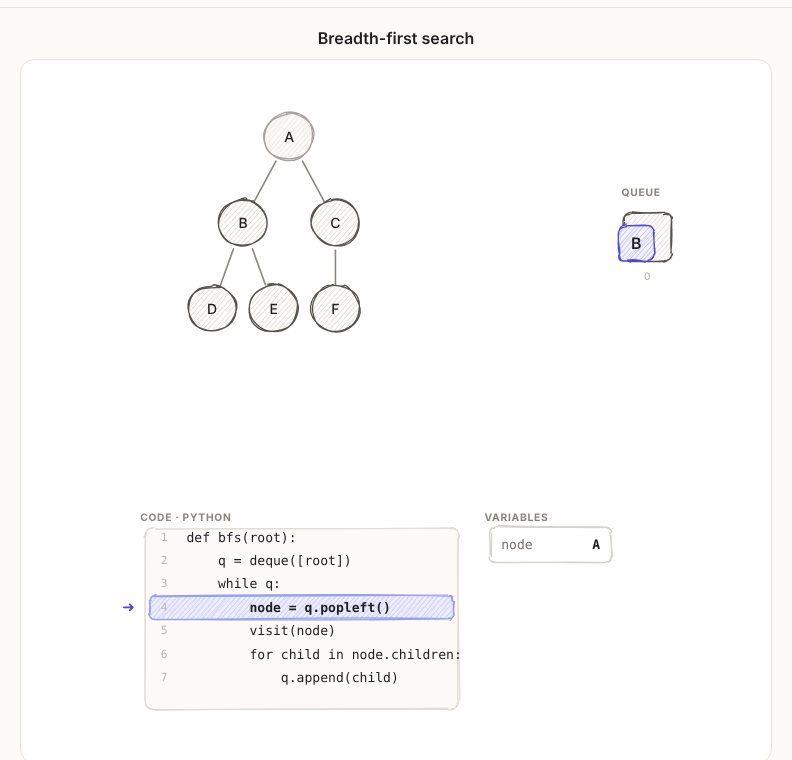 Breadth-first search
A
B
C
D
E
F
QUEUE
B
0
CODE · PYTHON
1 def bfs(root):
2 q = deque([root])
3 while q:
➜ 4 node = q.popleft()
5 visit(node)
6 for child in node.children:
7 q.append(child)
VARIABLES
node A